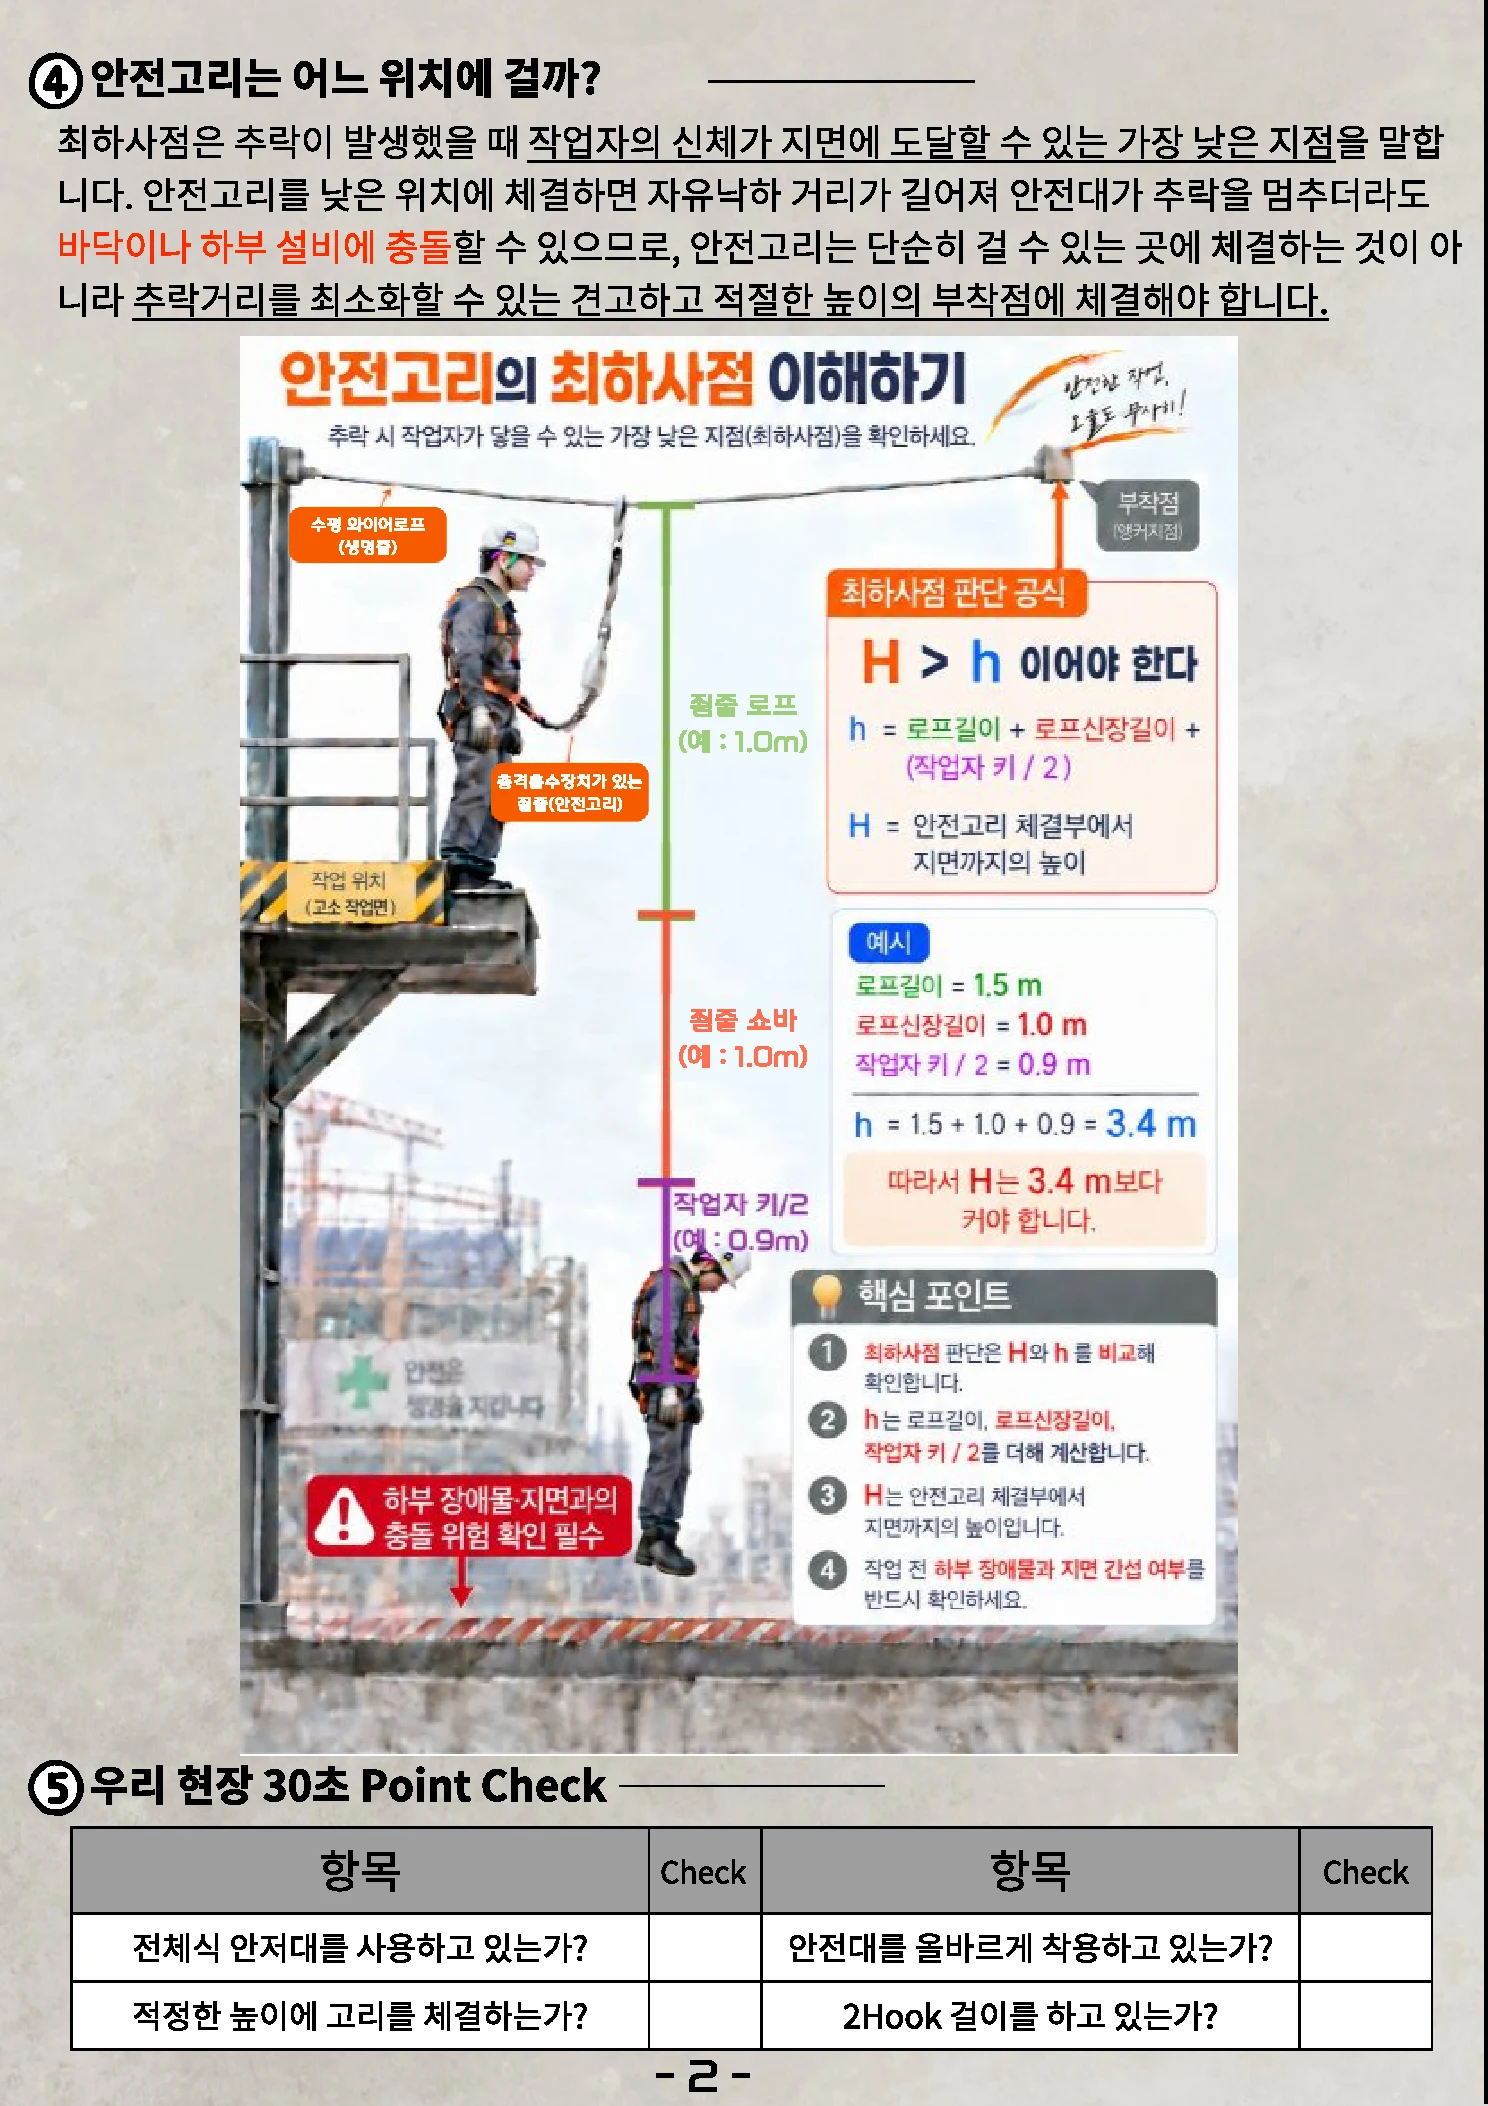 ④ 안전고리는 어느 위치에 걸까?
최하사점은 추락이 발생했을 때 작업자의 신체가 지면에 도달할 수 있는 가장 낮은 지점을 말합
니다. 안전고리를 낮은 위치에 체결하면 자유낙하 거리가 길어져 안전대가 추락을 멈추더라도
바닥이나 하부 설비에 충돌할 수 있으므로, 안전고리는 단순히 걸 수 있는 곳에 체결하는 것이 아
니라 추락거리를 최소화할 수 있는 견고하고 적절한 높이의 부착점에 체결해야 합니다.
안전고리의 최하사점 이해하기
추락 시 작업자가 닿을 수 있는 가장 낮은 지점(최하사점)을 확인하세요.
안전한 작업,
오늘도 무사히!
수평 와이어로프
(생명줄)
부착점
(앵커지점)
최하사점 판단 공식
H > h 이어야 한다
h = 로프길이 + 로프신장길이 +
(작업자 키 / 2)
H = 안전고리 체결부에서
지면까지의 높이
죔줄 로프
(예 : 1.0m)
충격흡수장치가 있는
죔줄(안전고리)
작업 위치
(고소 작업면)
예시
로프길이 = 1.5 m
로프신장길이 = 1.0 m
작업자 키 / 2 = 0.9 m
h = 1.5 + 1.0 + 0.9 = 3.4 m
따라서 H는 3.4 m보다
커야 합니다.
죔줄 쇼바
(예 : 1.0m)
작업자 키/2
(예 : 0.9m)
안전은
생명을 지킵니다
하부 장애물·지면과의
충돌 위험 확인 필수
핵심 포인트
1 최하사점 판단은 H와 h 를 비교해
확인합니다.
2 h는 로프길이, 로프신장길이,
작업자 키 / 2를 더해 계산합니다.
3 H는 안전고리 체결부에서
지면까지의 높이입니다.
4 작업 전 하부 장애물과 지면 간섭 여부를
반드시 확인하세요.
⑤ 우리 현장 30초 Point Check
항목 Check 항목 Check
전체식 안저대를 사용하고 있는가? 안전대를 올바르게 착용하고 있는가?
적정한 높이에 고리를 체결하는가? 2Hook 걸이를 하고 있는가?
- 2 -